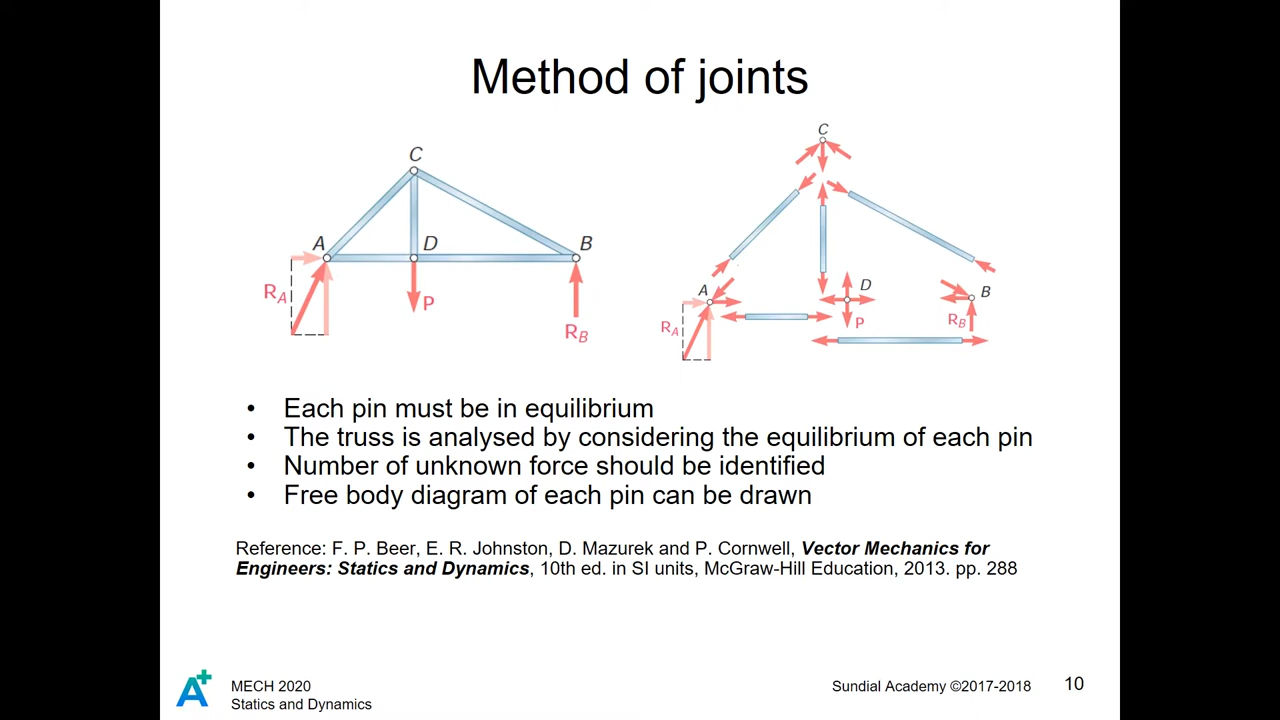 Method of joints
C
A
D
B
R_A
P
R_B
C
A
D
B
R_A
P
R_B
• Each pin must be in equilibrium
• The truss is analysed by considering the equilibrium of each pin
• Number of unknown force should be identified
• Free body diagram of each pin can be drawn
Reference: F. P. Beer, E. R. Johnston, D. Mazurek and P. Cornwell, Vector Mechanics for
Engineers: Statics and Dynamics, 10th ed. in SI units, McGraw-Hill Education, 2013. pp. 288
A+
MECH 2020
Statics and Dynamics
Sundial Academy ©2017-2018
10